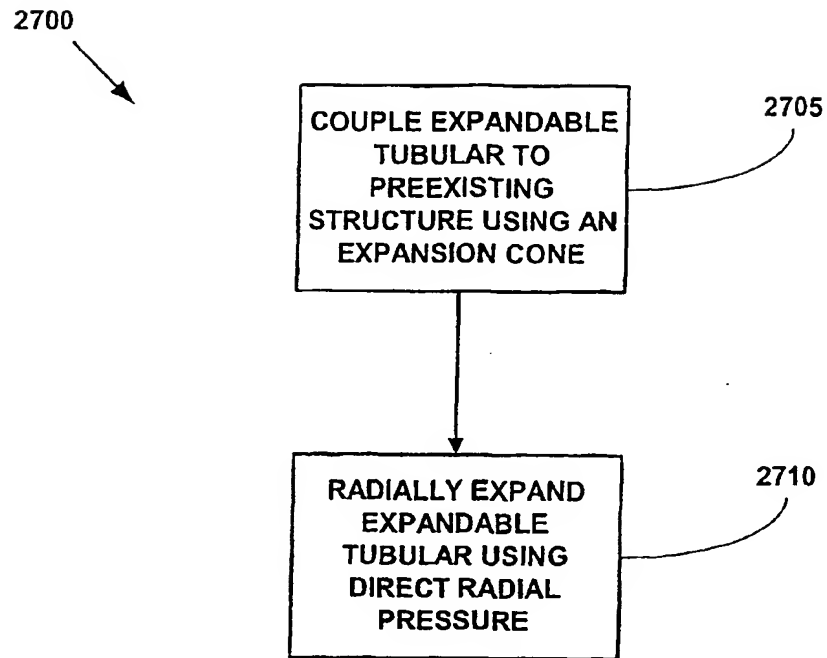 2700
COUPLE EXPANDABLE
TUBULAR TO
PREEXISTING
STRUCTURE USING AN
EXPANSION CONE
2705
RADIALLY EXPAND
EXPANDABLE
TUBULAR USING
DIRECT RADIAL
PRESSURE
2710